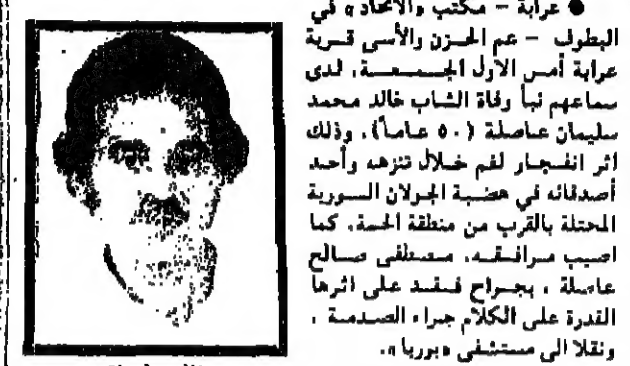 ● عرابة – مكتب «الاتحاد» في
البطوف – عم الحزن والأسى قرية
عرابة أمس الاول الجمعة، لدى
سماعهم نبأ وفاة الشاب خالد محمد
سليمان عاصلة (٥٠ عاماً)، وذلك
اثر انفجار لغم خلال تنزهه وأحد
أصدقائه في هضبة الجولان السورية
المحتلة بالقرب من منطقة الحمة، كما
اصيب مرافقه، مصطفى صالح
عاصلة ، بجراح فقد على اثرها
القدرة على الكلام جراء الصدمة ،
ونقلا الى مستشفى «بوريا».